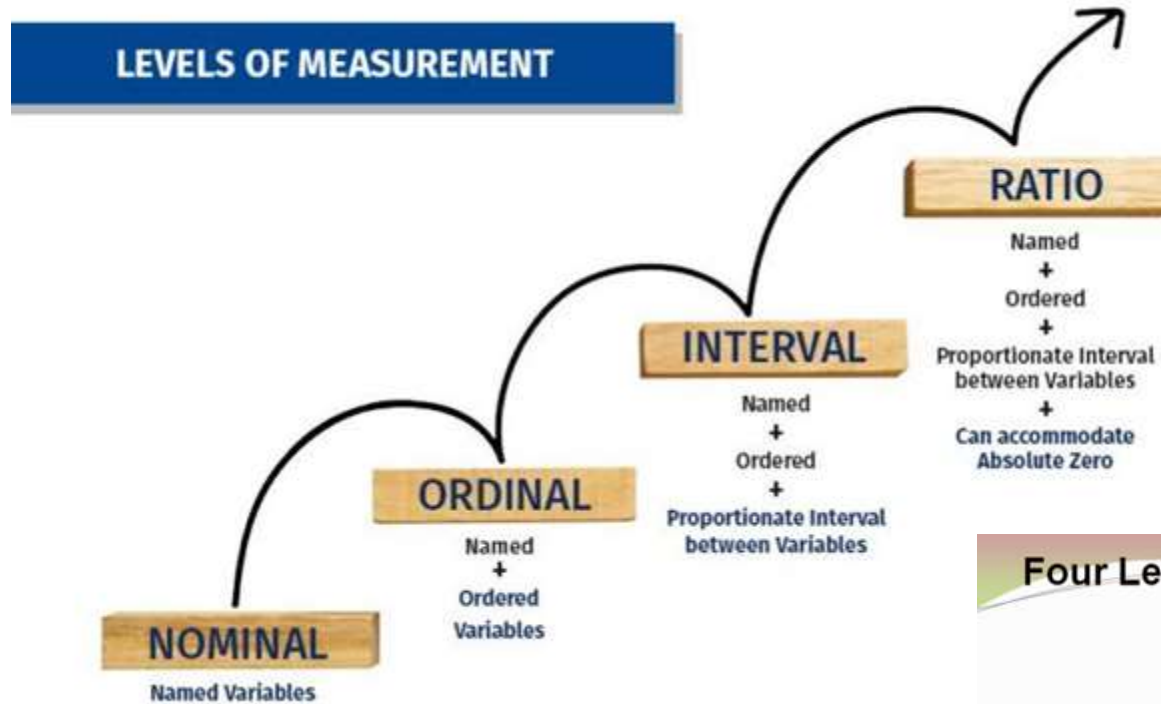 LEVELS OF MEASUREMENT
RATIO
Named
+
Ordered
+
Proportionate Interval
between Variables
+
Can accommodate
Absolute Zero
INTERVAL
Named
+
Ordered
+
Proportionate Interval
between Variables
ORDINAL
Named
+
Ordered
Variables
NOMINAL
Named Variables
Four Le